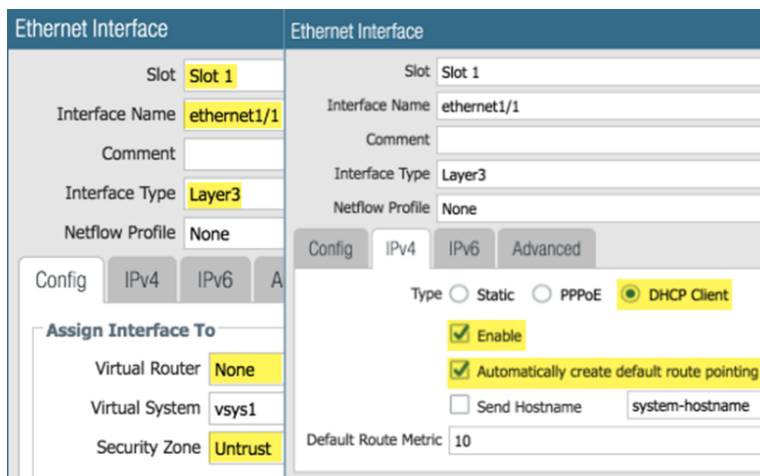 Ethernet Interface
Slot Slot 1
Interface Name ethernet1/1
Comment
Interface Type Layer3
Netflow Profile None
Config IPv4 IPv6 A
Assign Interface To
Virtual Router None
Virtual System vsys1
Security Zone Untrust
Ethernet Interface
Slot Slot 1
Interface Name ethernet1/1
Comment
Interface Type Layer3
Netflow Profile None
Config IPv4 IPv6 Advanced
Type Static PPPoE DHCP Client
Enable
Automatically create default route pointing
Send Hostname system-hostname
Default Route Metric 10